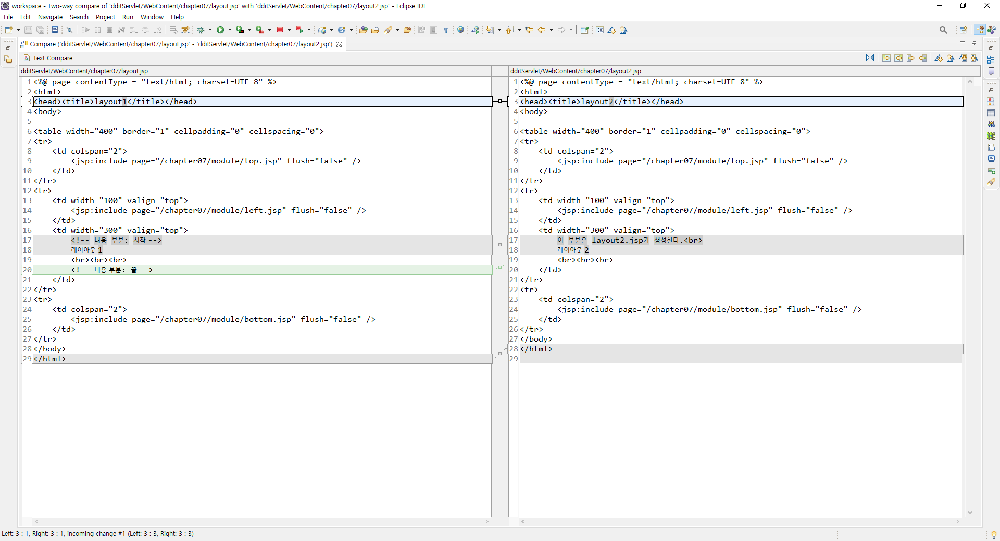 workspace - Two-way compare of 'dditServlet/WebContent/chapter07/layout.jsp' with 'dditServlet/WebContent/chapter07/layout2.jsp' - Eclipse IDE
File Edit Navigate Search Project Run Window Help
Compare ('dditServlet/WebContent/chapter07/layout.jsp' - 'dditServlet/WebContent/chapter07/layout2.jsp')
Text Compare
dditServlet/WebContent/chapter07/layout.jsp
1 <%@ page contentType = "text/html; charset=UTF-8" %>
2 <html>
3 <head><title>layout1</title></head>
4 <body>
5
6 <table width="400" border="1" cellpadding="0" cellspacing="0">
7 <tr>
8     <td colspan="2">
9         <jsp:include page="/chapter07/module/top.jsp" flush="false" />
10     </td>
11 </tr>
12 <tr>
13     <td width="100" valign="top">
14         <jsp:include page="/chapter07/module/left.jsp" flush="false" />
15     </td>
16     <td width="300" valign="top">
17         <!-- 내용 부분: 시작 -->
18         레이아웃 1
19         <br><br><br>
20         <!-- 내용 부분: 끝 -->
21     </td>
22 </tr>
23 <tr>
24     <td colspan="2">
25         <jsp:include page="/chapter07/module/bottom.jsp" flush="false" />
26     </td>
27 </tr>
28 </body>
29 </html>
dditServlet/WebContent/chapter07/layout2.jsp
1 <%@ page contentType = "text/html; charset=UTF-8" %>
2 <html>
3 <head><title>layout2</title></head>
4 <body>
5
6 <table width="400" border="1" cellpadding="0" cellspacing="0">
7 <tr>
8     <td colspan="2">
9         <jsp:include page="/chapter07/module/top.jsp" flush="false" />
10     </td>
11 </tr>
12 <tr>
13     <td width="100" valign="top">
14         <jsp:include page="/chapter07/module/left.jsp" flush="false" />
15     </td>
16     <td width="300" valign="top">
17         이 부분은 layout2.jsp가 생성한다.<br>
18         레이아웃 2
19         <br><br><br>
20     </td>
21 </tr>
22 <tr>
23     <td colspan="2">
24         <jsp:include page="/chapter07/module/bottom.jsp" flush="false" />
25     </td>
26 </tr>
27 </body>
28 </html>
29
Left: 3 : 1, Right: 3 : 1, incoming change #1 (Left: 3 : 3, Right: 3 : 3)